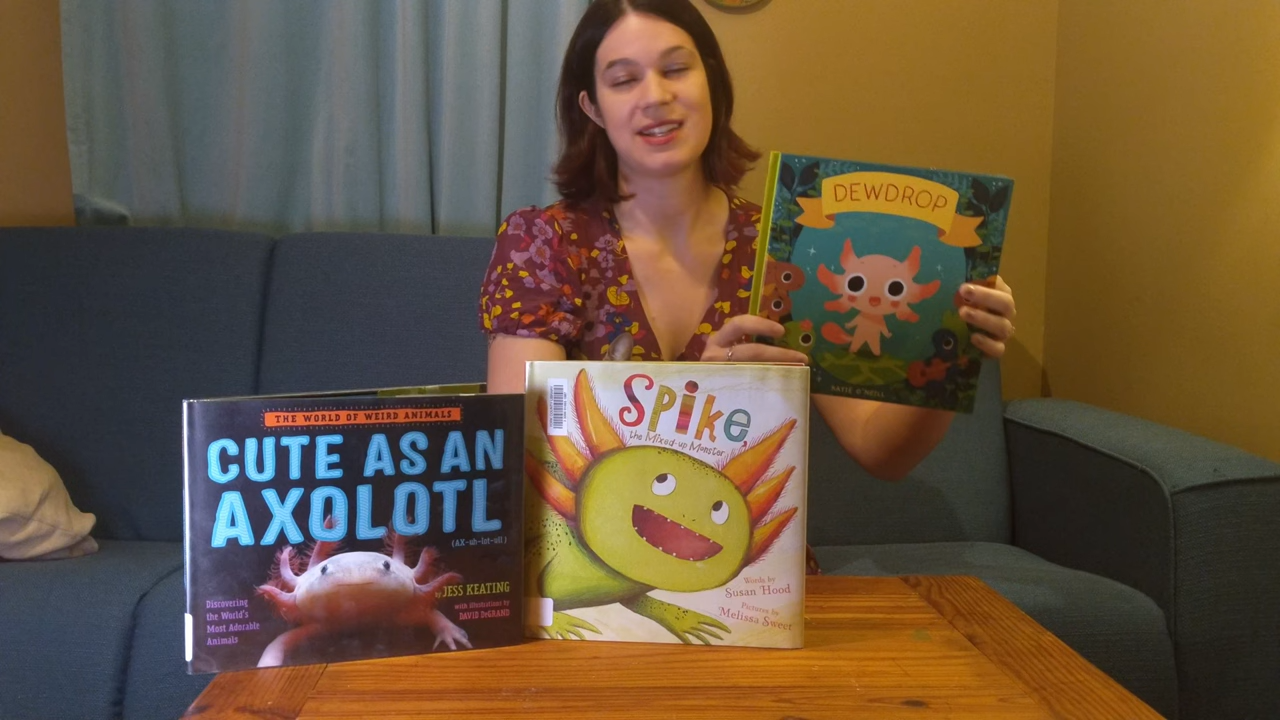 DEWDROP
KATIE O'NEILL
THE WORLD OF WEIRD ANIMALS
CUTE AS AN
AXOLOTL
(AX-uh-lot-ull)
by JESS KEATING
with illustrations by
DAVID DeGRAND
Discovering
the World's
Most Adorable
Animals
Spike,
the Mixed-up Monster
Words by
Susan Hood
Pictures by
Melissa Sweet